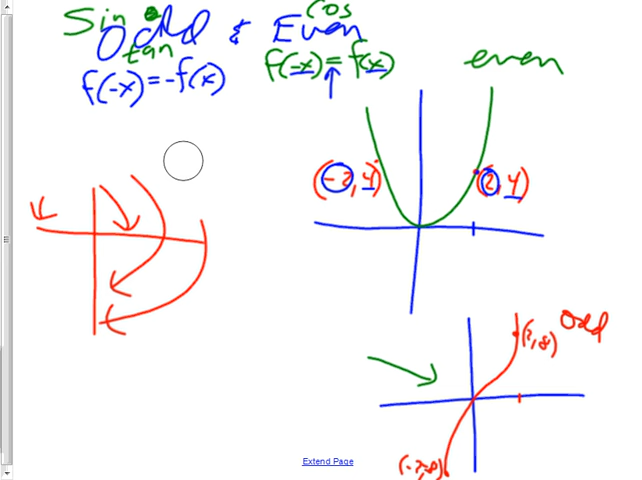 Sin cos
Odd & Even
tan
f(-x)=-f(x) f(-x)=f(x) even
(-2,4) (2,4)
(2,8) Odd
(-2,-8)
Extend Page